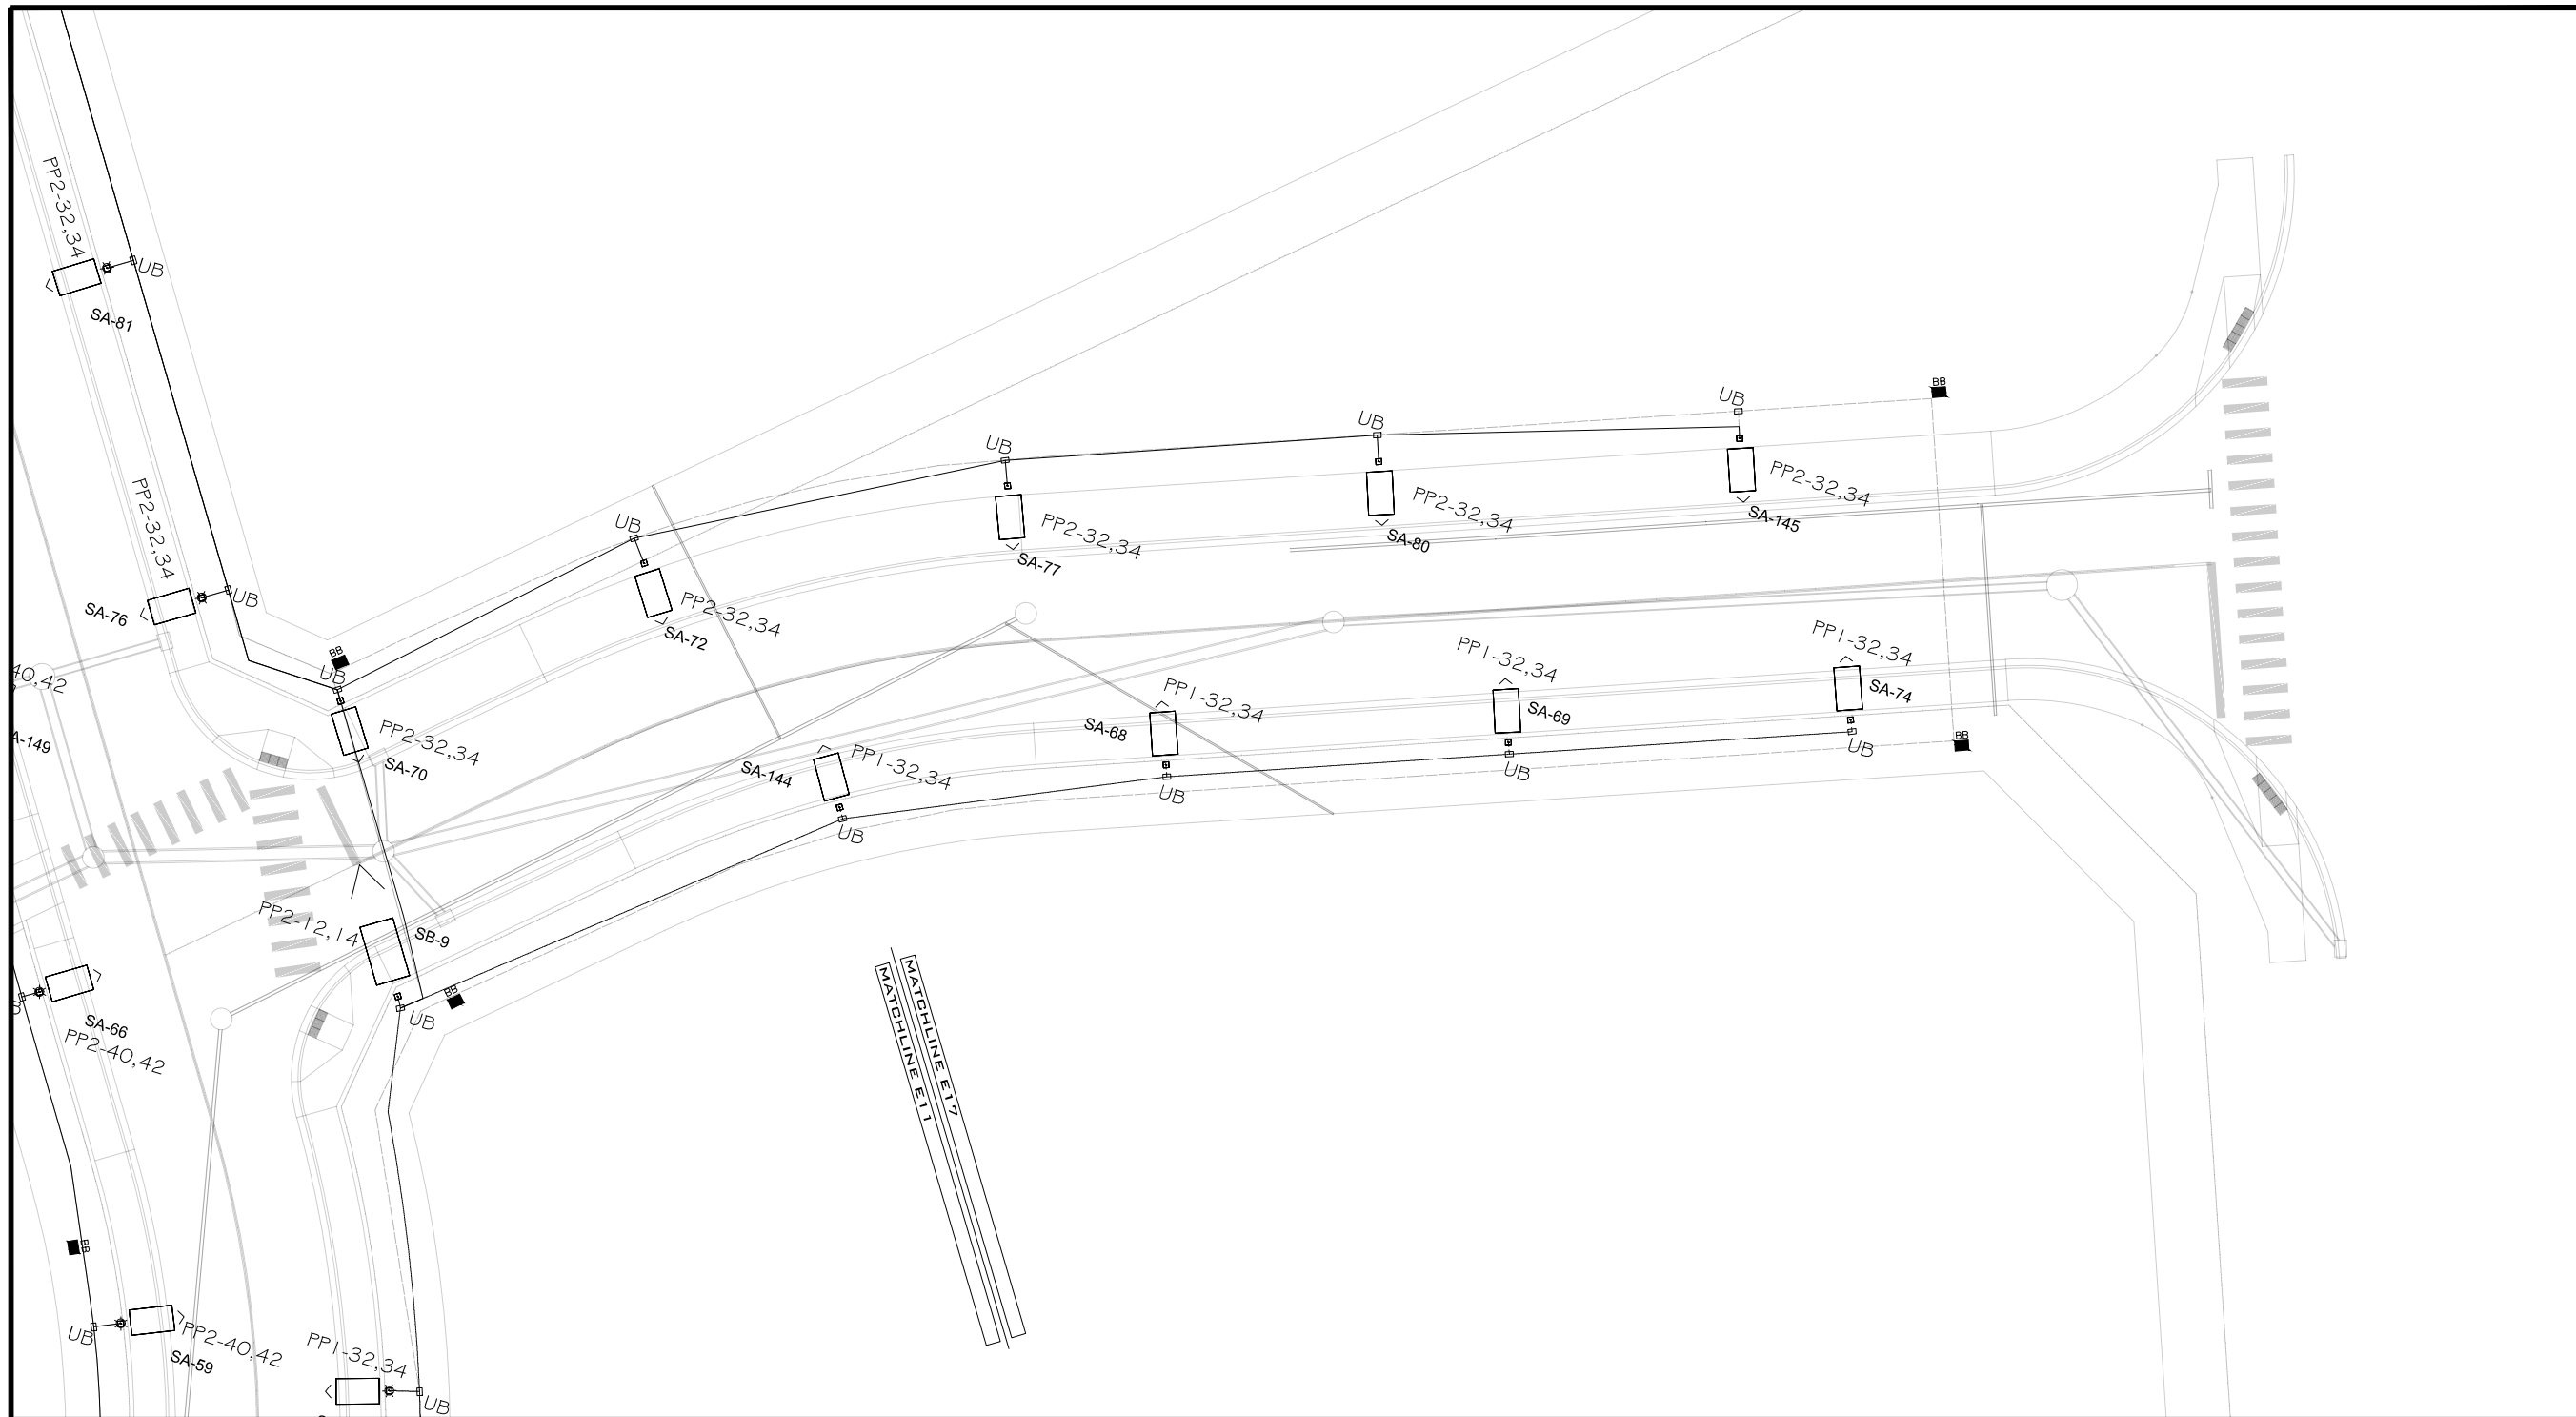 PP2-32,34
UB
SA-81
PP2-32,34
UB
SA-76
BB
UB
PP2-32,34
SA-70
UB
PP2-32,34
SA-72
UB
PP2-32,34
SA-77
UB
PP2-32,34
SA-80
UB
PP2-32,34
SA-145
BB
40,42
A-149
SA-144
PP1-32,34
UB
SA-68
PP1-32,34
UB
PP1-32,34
SA-69
UB
PP1-32,34
SA-74
UB
BB
PP2-12,14
SB-9
UB
BB
SA-66
PP2-40,42
MATCHLINE E17
MATCHLINE E11
BB
UB
PP2-40,42
SA-59
PP1-32,34
UB